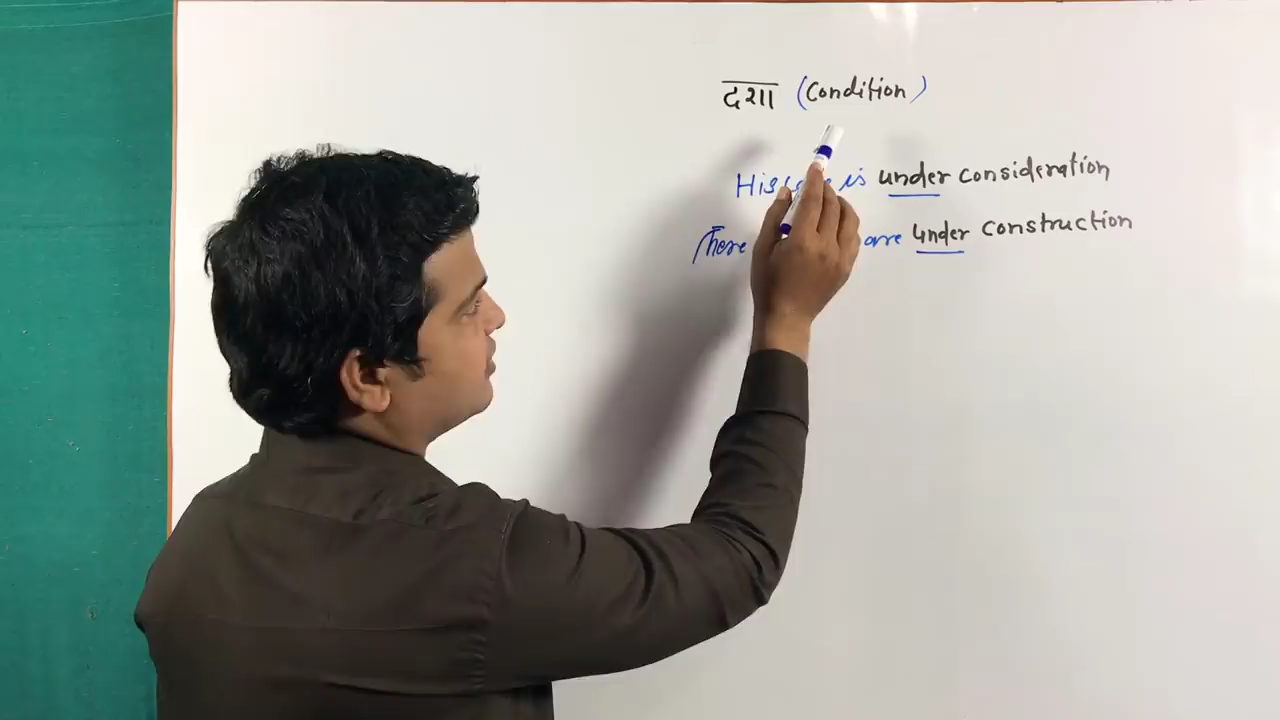 दशा (Condition)
His is under consideration
There are under construction